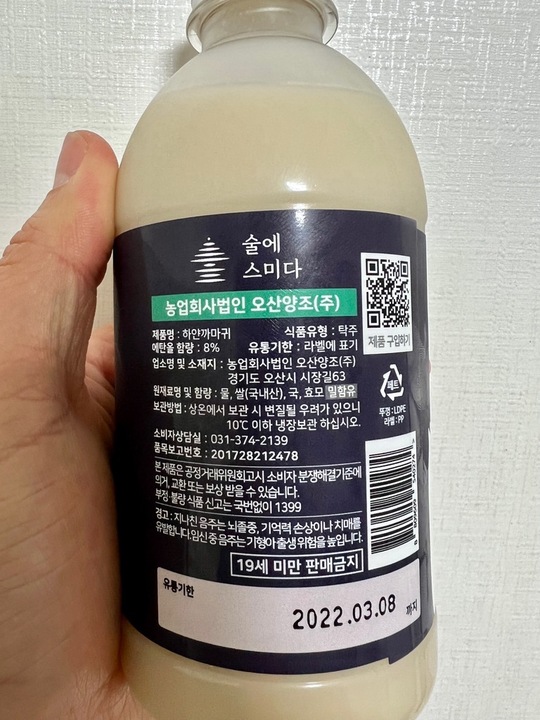 술에
스미다
농업회사법인 오산양조(주)
제품명 : 하얀까마귀 식품유형 : 탁주
에탄올 함량 : 8% 유통기한 : 라벨에 표기
업소명 및 소재지 : 농업회사법인 오산양조(주)
경기도 오산시 시장길63
원재료명 및 함량 : 물, 쌀(국내산), 국, 효모 밀함유
보관방법 : 상온에서 보관 시 변질될 우려가 있으니
10℃ 이하 냉장보관 하십시오.
소비자상담실 : 031-374-2139
품목보고번호 : 201728212478
본 제품은 공정거래위원회고시 소비자 분쟁해결기준에
의거, 교환 또는 보상 받을 수 있습니다.
부정·불량 식품 신고는 국번없이 1399
경고 : 지나친 음주는 뇌졸중, 기억력 손상이나 치매를
유발합니다. 임신 중 음주는 기형아 출생 위험을 높입니다.
19세 미만 판매금지
제품 구입하기
페트
뚜껑 : LDPE
라벨 : PP
유통기한
2022.03.08 까지